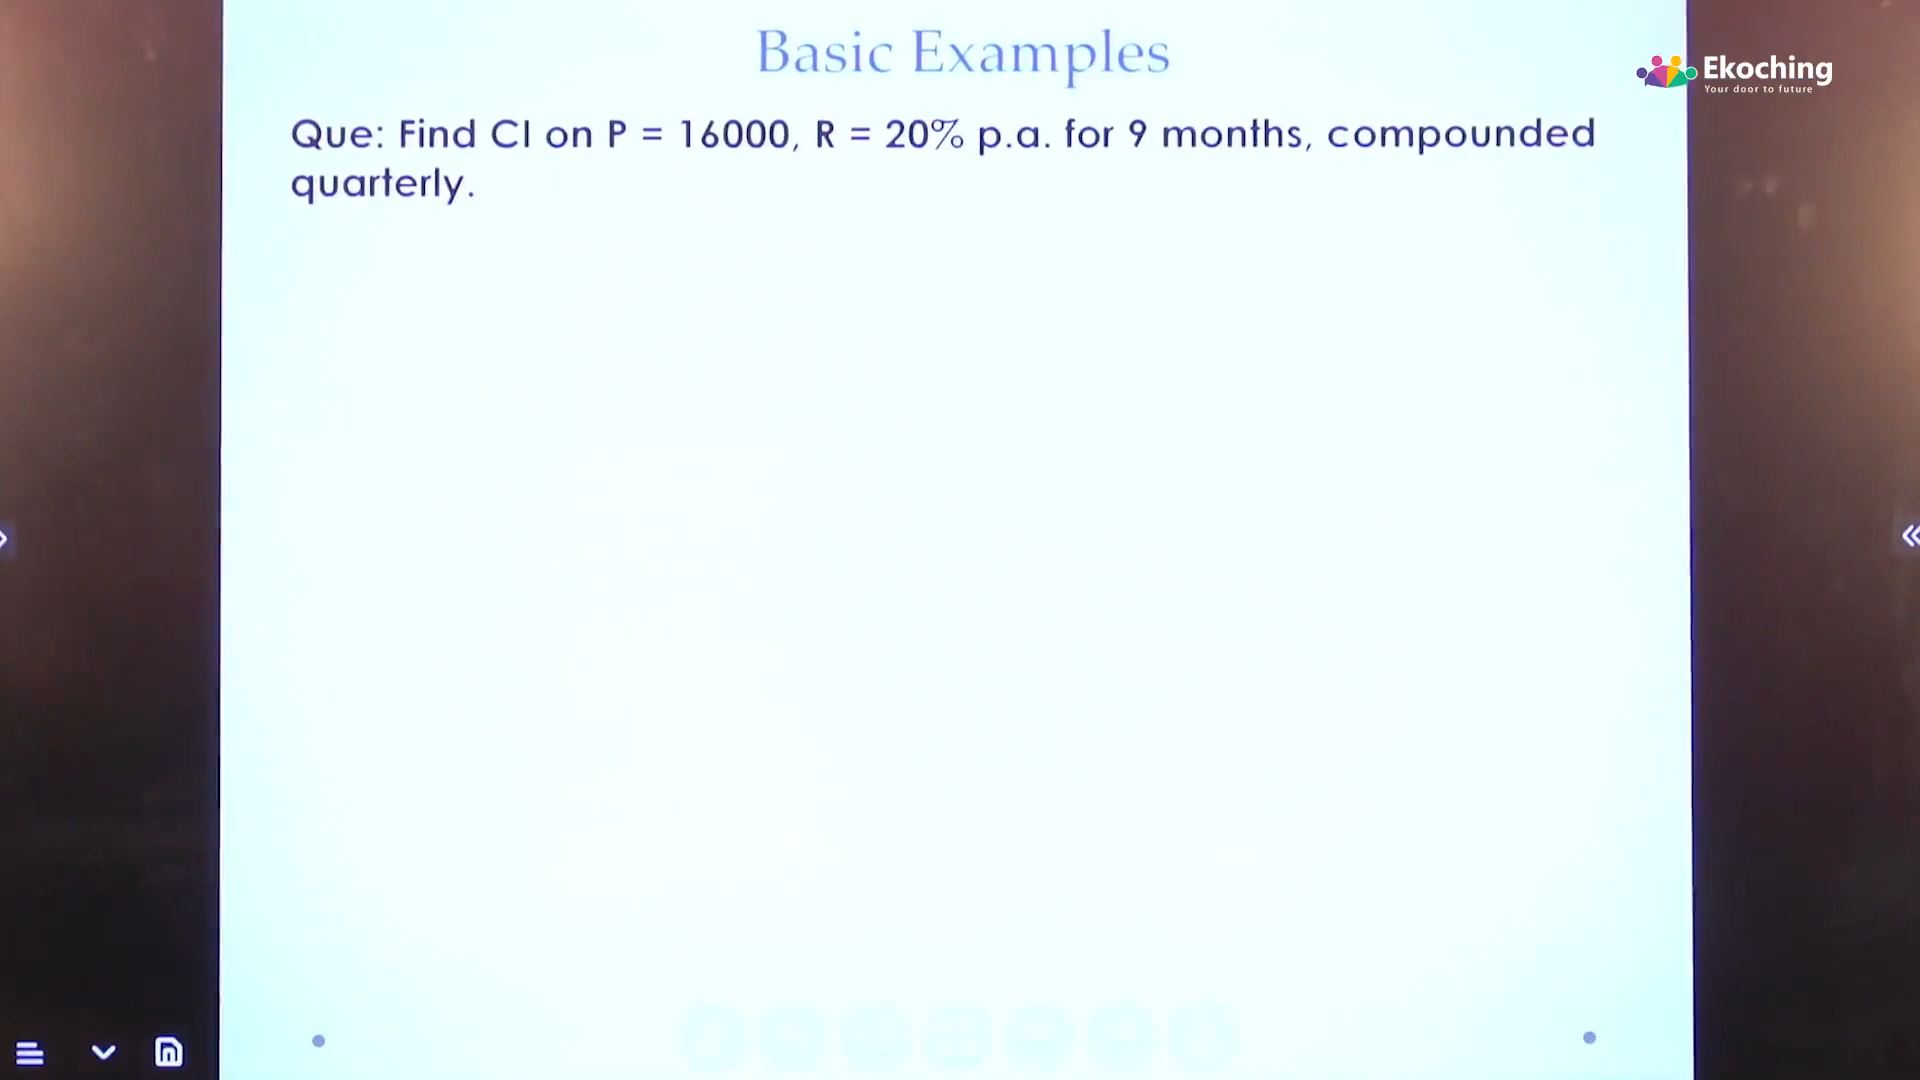 Basic Examples
Ekoching
Your door to future
Que: Find CI on P = 16000, R = 20% p.a. for 9 months, compounded
quarterly.